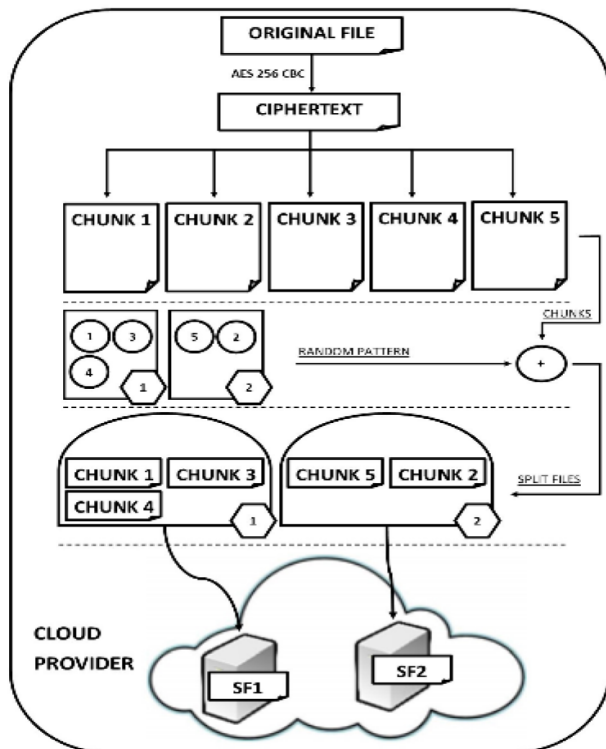 ORIGINAL FILE
AES 256 CBC
CIPHERTEXT
CHUNK 1 CHUNK 2 CHUNK 3 CHUNK 4 CHUNK 5
CHUNKS
1 3 5 2
RANDOM PATTERN
+
4
1 2
CHUNK 1 CHUNK 3 CHUNK 5 CHUNK 2
SPLIT FILES
CHUNK 4
1 2
CLOUD
PROVIDER
SF1 SF2